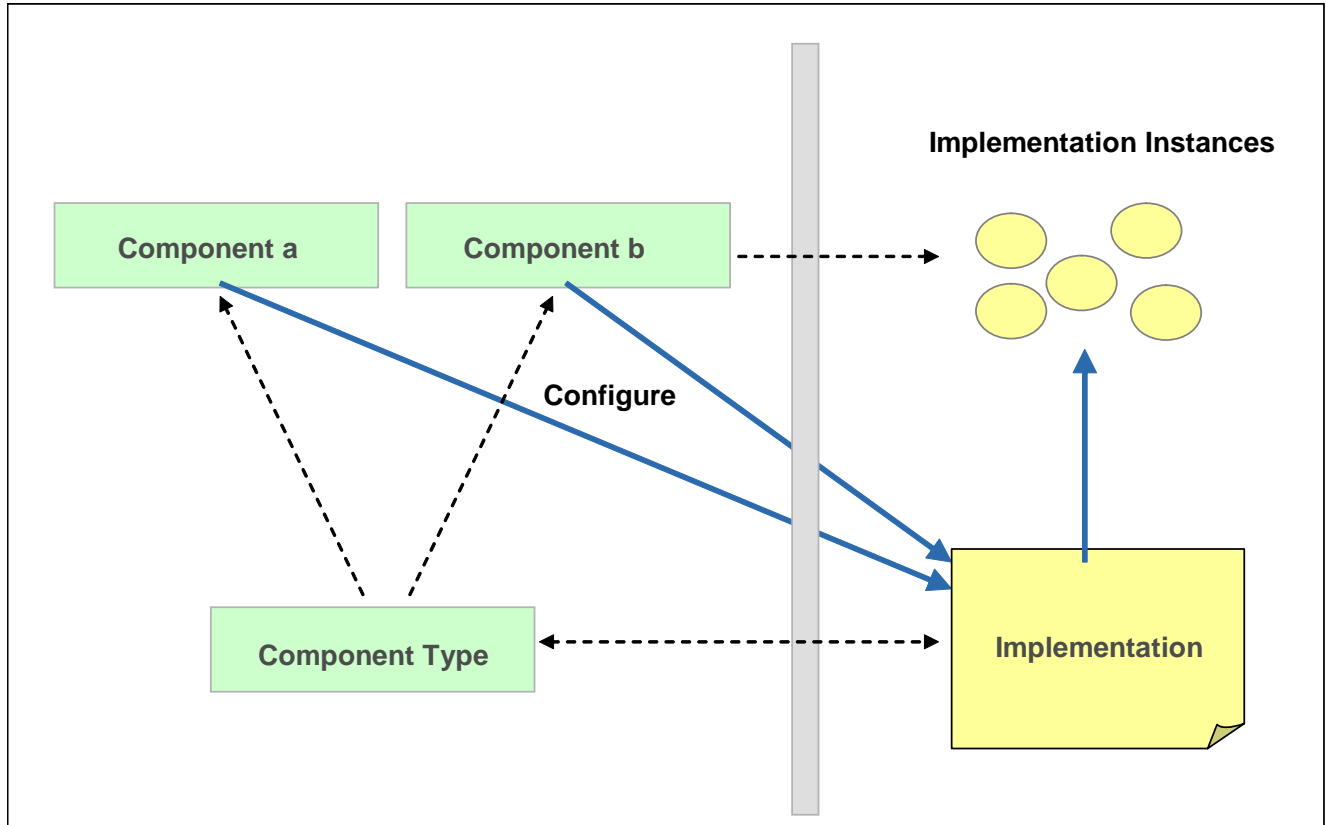 Implementation Instances
Component a
Component b
Configure
Component Type
Implementation